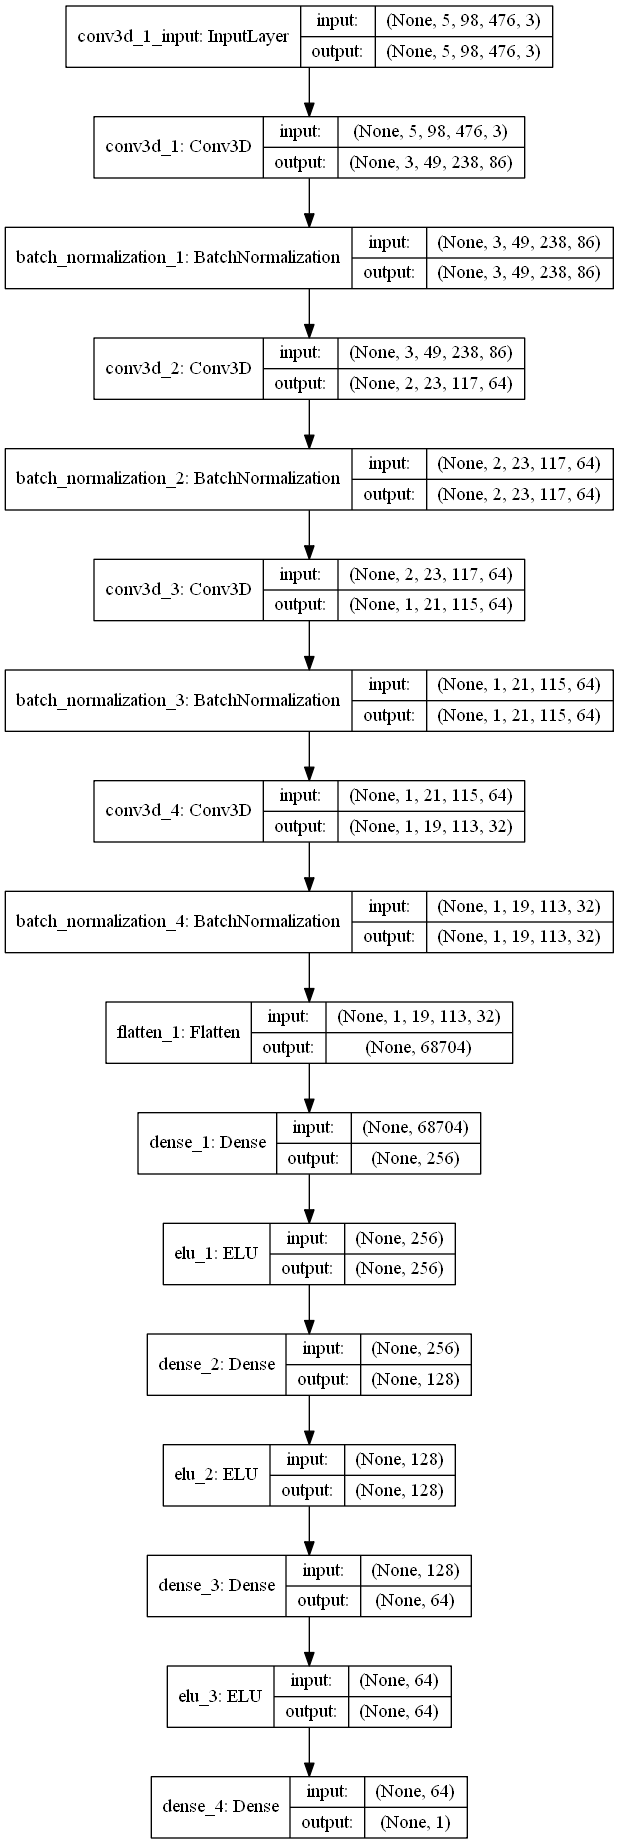 conv3d_1_input: InputLayer
input: (None, 5, 98, 476, 3)
output: (None, 5, 98, 476, 3)
conv3d_1: Conv3D
input: (None, 5, 98, 476, 3)
output: (None, 3, 49, 238, 86)
batch_normalization_1: BatchNormalization
input: (None, 3, 49, 238, 86)
output: (None, 3, 49, 238, 86)
conv3d_2: Conv3D
input: (None, 3, 49, 238, 86)
output: (None, 2, 23, 117, 64)
batch_normalization_2: BatchNormalization
input: (None, 2, 23, 117, 64)
output: (None, 2, 23, 117, 64)
conv3d_3: Conv3D
input: (None, 2, 23, 117, 64)
output: (None, 1, 21, 115, 64)
batch_normalization_3: BatchNormalization
input: (None, 1, 21, 115, 64)
output: (None, 1, 21, 115, 64)
conv3d_4: Conv3D
input: (None, 1, 21, 115, 64)
output: (None, 1, 19, 113, 32)
batch_normalization_4: BatchNormalization
input: (None, 1, 19, 113, 32)
output: (None, 1, 19, 113, 32)
flatten_1: Flatten
input: (None, 1, 19, 113, 32)
output: (None, 68704)
dense_1: Dense
input: (None, 68704)
output: (None, 256)
elu_1: ELU
input: (None, 256)
output: (None, 256)
dense_2: Dense
input: (None, 256)
output: (None, 128)
elu_2: ELU
input: (None, 128)
output: (None, 128)
dense_3: Dense
input: (None, 128)
output: (None, 64)
elu_3: ELU
input: (None, 64)
output: (None, 64)
dense_4: Dense
input: (None, 64)
output: (None, 1)